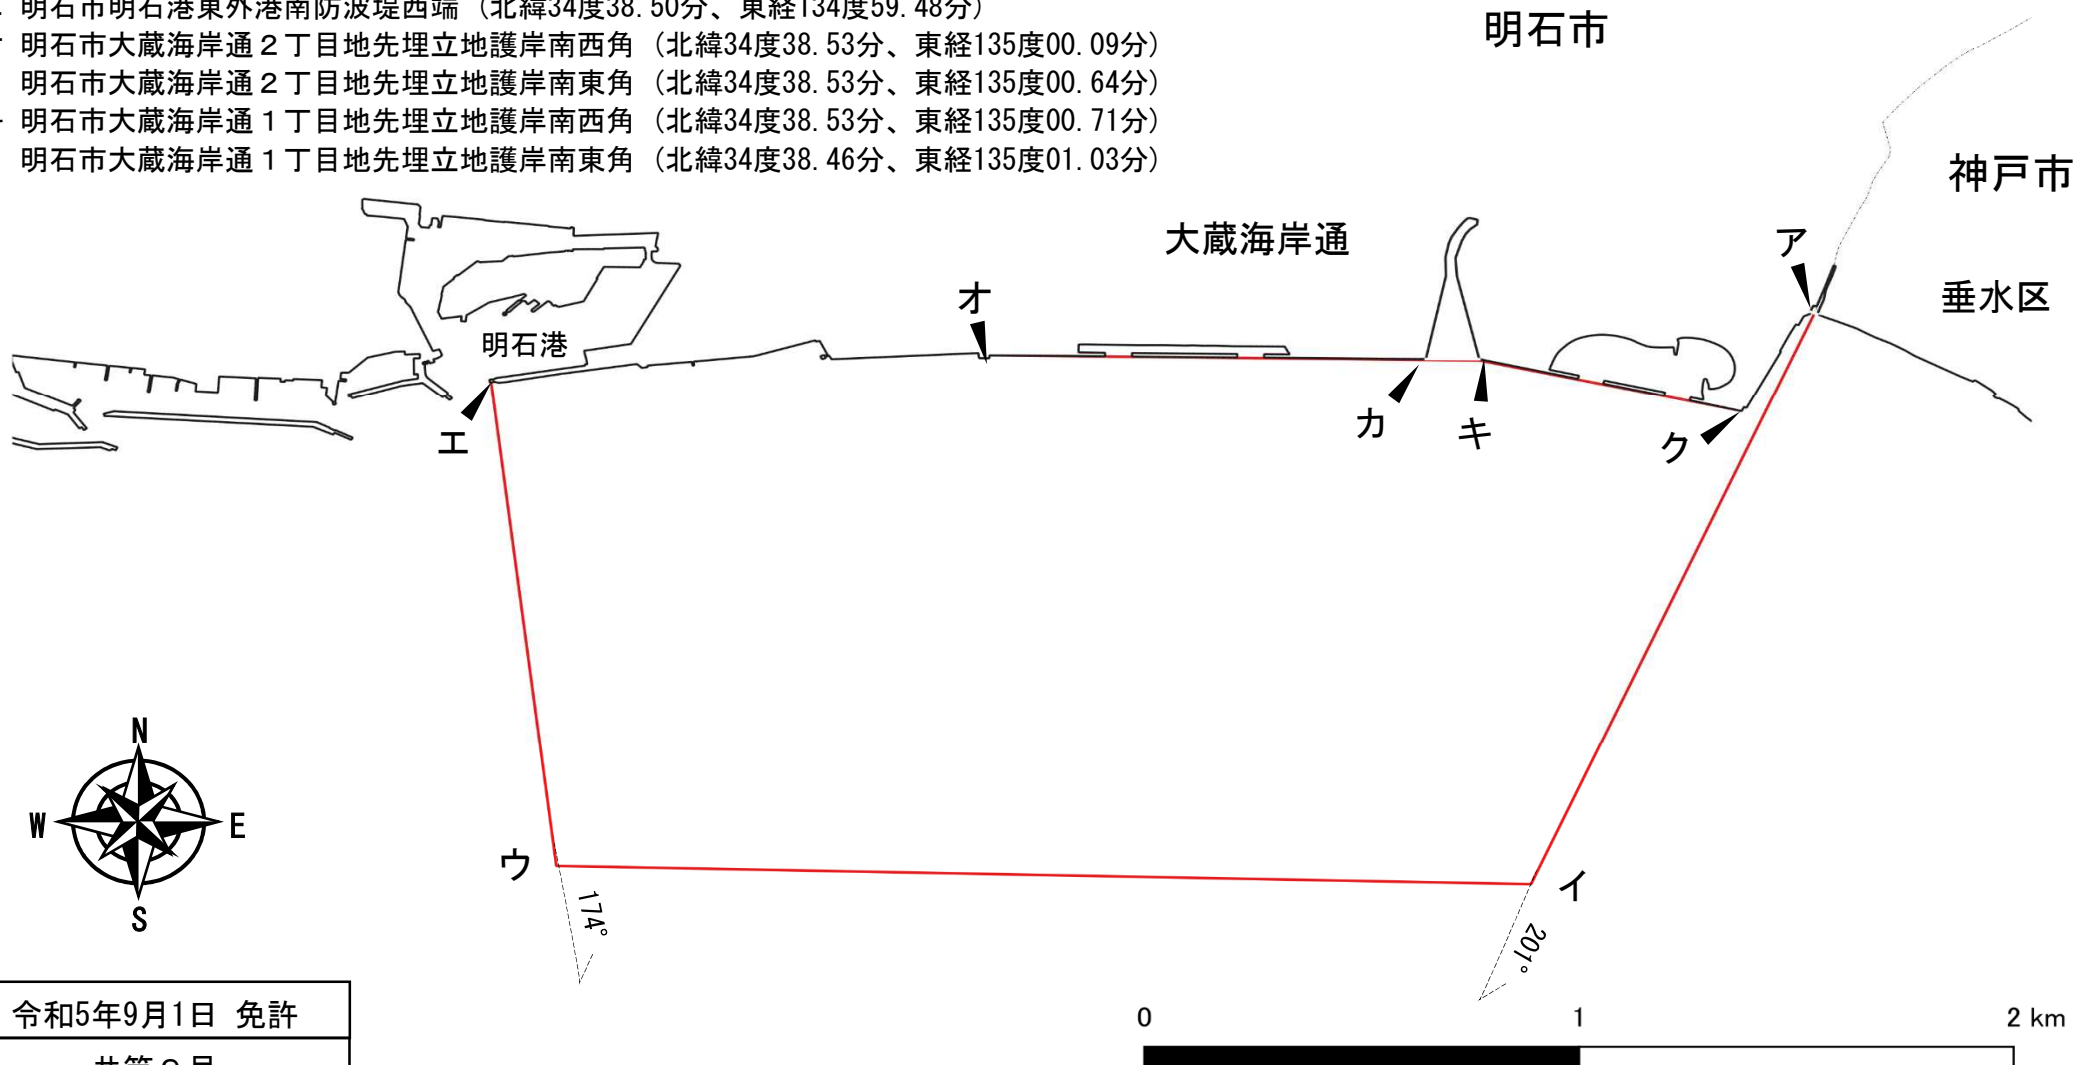 明石市明石港東外港南防波堤西端（北緯34度38.50分、東経134度59.48分）
明石市大蔵海岸通２丁目地先埋立地護岸南西角（北緯34度38.53分、東経135度00.09分）
明石市大蔵海岸通２丁目地先埋立地護岸南東角（北緯34度38.53分、東経135度00.64分）
明石市大蔵海岸通１丁目地先埋立地護岸南西角（北緯34度38.53分、東経135度00.71分）
明石市大蔵海岸通１丁目地先埋立地護岸南東角（北緯34度38.46分、東経135度01.03分）
明石市
神戸市
大蔵海岸通
ア
垂水区
オ
明石港
カ
キ
エ
ク
N
W
E
S
ウ
イ
174°
201°
令和5年9月1日 免許
0
1
2 km